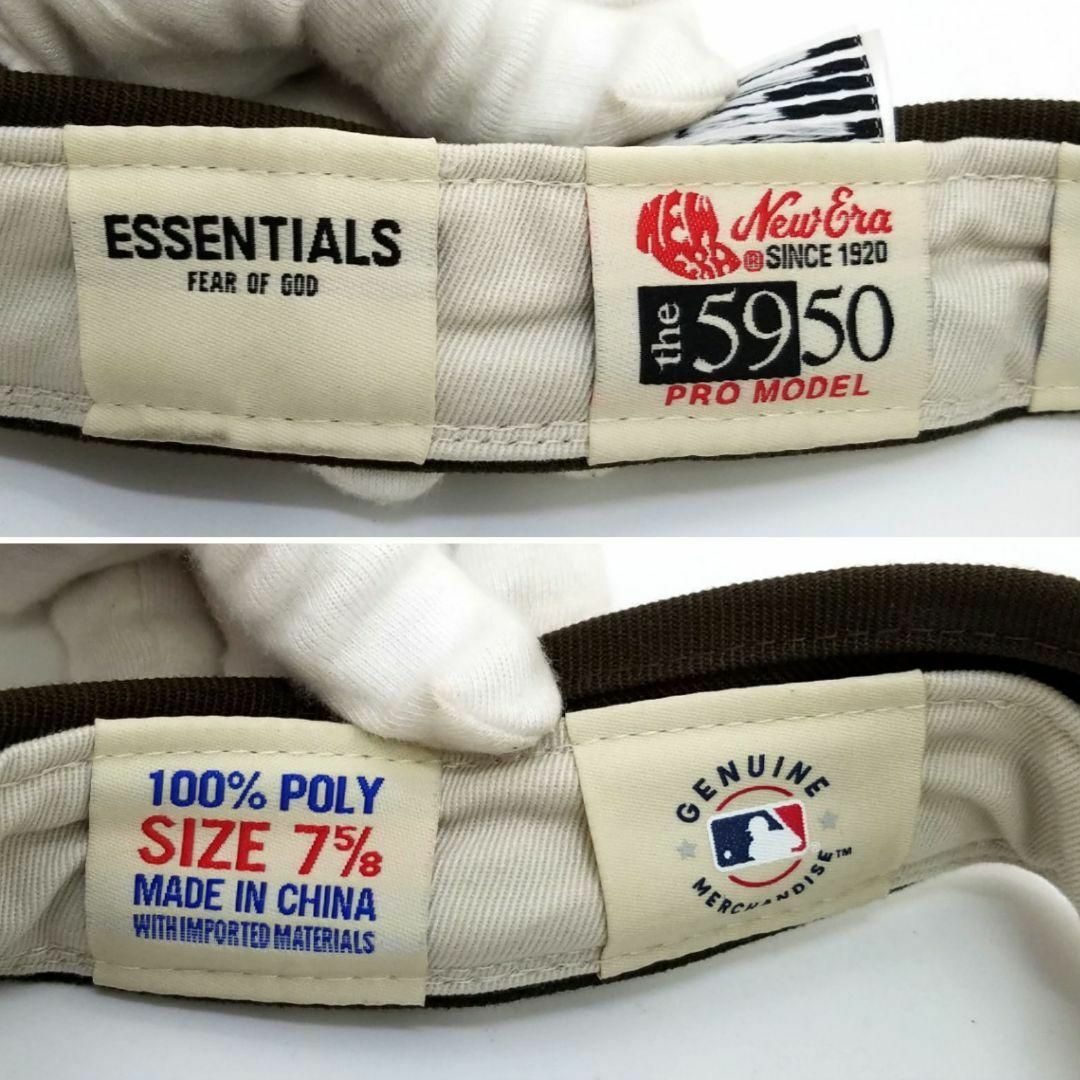 ESSENTIALS
FEAR OF GOD
NEW ERA
New Era
® SINCE 1920
the 5950
PRO MODEL
100% POLY
SIZE 7⅝
MADE IN CHINA
WITH IMPORTED MATERIALS
GENUINE
MERCHANDISE™